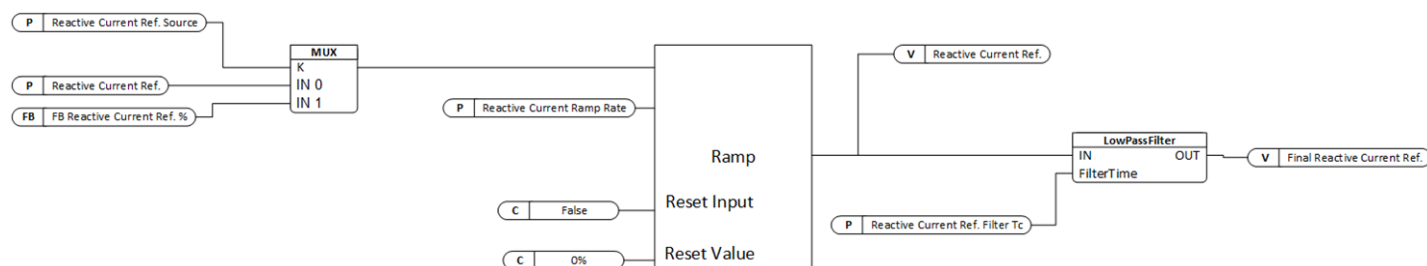 P Reactive Current Ref. Source
MUX
K
P Reactive Current Ref.
IN 0
FB FB Reactive Current Ref. %
IN 1
P Reactive Current Ramp Rate
Ramp
C False
Reset Input
C 0%
Reset Value
V Reactive Current Ref.
LowPassFilter
IN OUT
FilterTime
P Reactive Current Ref. Filter Tc
V Final Reactive Current Ref.